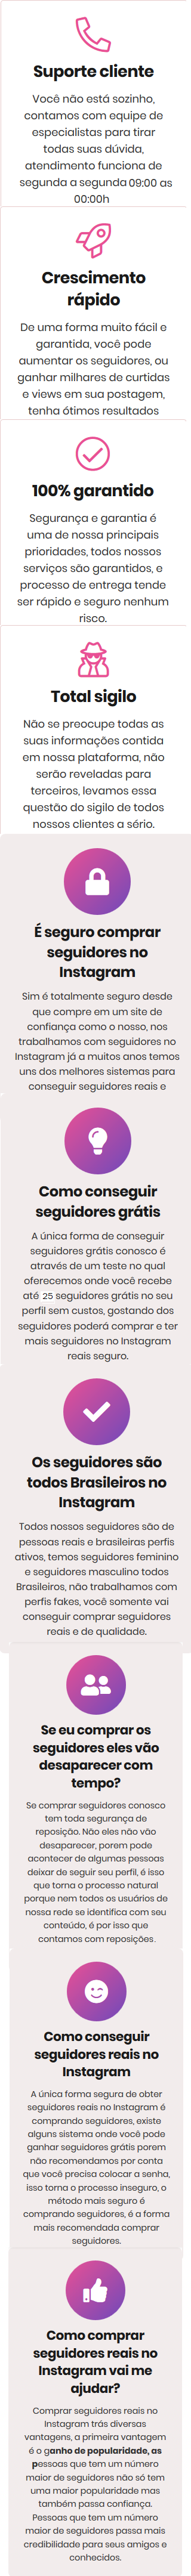 Suporte cliente
Você não está sozinho,
contamos com equipe de
especialistas para tirar
todas suas dúvida,
atendimento funciona de
segunda a segunda 09:00 as
00:00h
Crescimento
rápido
De uma forma muito fácil e
garantida, você pode
aumentar os seguidores, ou
ganhar milhares de curtidas
e views em sua postagem,
tenha ótimos resultados
100% garantido
Segurança e garantia é
uma de nossa principais
prioridades, todos nossos
serviços são garantidos, e
processo de entrega tende
ser rápido e seguro nenhum
risco.
Total sigilo
Não se preocupe todas as
suas informações contida
em nossa plataforma, não
serão reveladas para
terceiros, levamos essa
questão do sigilo de todos
nossos clientes a sério.
É seguro comprar
seguidores no
Instagram
Sim é totalmente seguro desde
que compre em um site de
confiança como o nosso, nos
trabalhamos com seguidores no
Instagram já a muitos anos temos
uns dos melhores sistemas para
conseguir seguidores reais e
Como conseguir
seguidores grátis
A única forma de conseguir
seguidores grátis conosco é
através de um teste no qual
oferecemos onde você recebe
até 25 seguidores grátis no seu
perfil sem custos, gostando dos
seguidores poderá comprar e ter
mais seguidores no Instagram
reais seguro.
Os seguidores são
todos Brasileiros no
Instagram
Todos nossos seguidores são de
pessoas reais e brasileiras perfis
ativos, temos seguidores feminino
e seguidores masculino todos
Brasileiros, não trabalhamos com
perfis fakes, você somente vai
conseguir comprar seguidores
reais e de qualidade.
Se eu comprar os
seguidores eles vão
desaparecer com
tempo?
Se comprar seguidores conosco
tem toda segurança de
reposição. Não eles não vão
desaparecer, porem pode
acontecer de algumas pessoas
deixar de seguir seu perfil, é isso
que torna o processo natural
porque nem todos os usuários de
nossa rede se identifica com seu
conteúdo, é por isso que
contamos com reposições.
Como conseguir
seguidores reais no
Instagram
A única forma segura de obter
seguidores reais no Instagram é
comprando seguidores, existe
alguns sistema onde você pode
ganhar seguidores grátis porem
não recomendamos por conta
que você precisa colocar a senha,
isso torna o processo inseguro, o
método mais seguro é
comprando seguidores, é a forma
mais recomendada comprar
seguidores.
Como comprar
seguidores reais no
Instagram vai me
ajudar?
Comprar seguidores reais no
Instagram trás diversas
vantagens, a primeira vantagem
é o ganho de popularidade, as
pessoas que tem um número
maior de seguidores não só tem
uma maior popularidade mas
também passa confiança.
Pessoas que tem um número
maior de seguidores passa mais
credibilidade para seus amigos e
conhecidos.